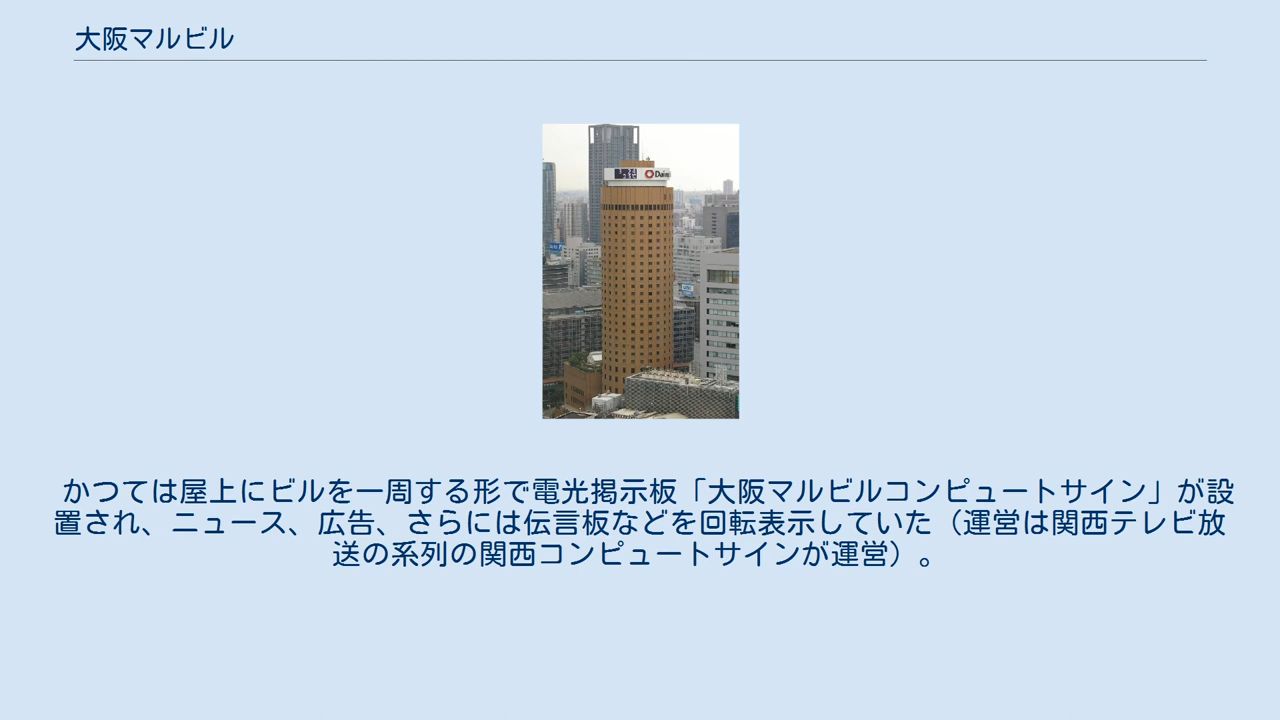 大阪マルビル
かつては屋上にビルを一周する形で電光掲示板「大阪マルビルコンピュートサイン」が設
置され、ニュース、広告、さらには伝言板などを回転表示していた（運営は関西テレビ放
送の系列の関西コンピュートサインが運営）。